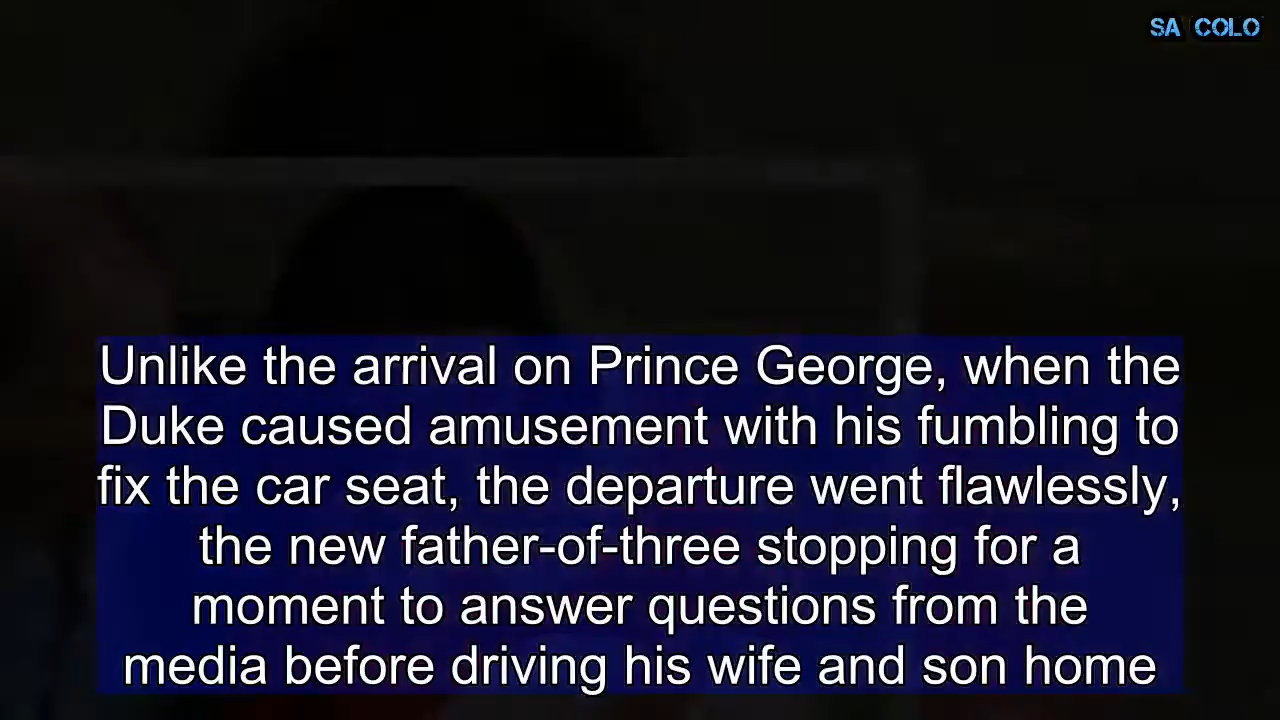 SA COLO
Unlike the arrival on Prince George, when the
Duke caused amusement with his fumbling to
fix the car seat, the departure went flawlessly,
the new father-of-three stopping for a
moment to answer questions from the
media before driving his wife and son home